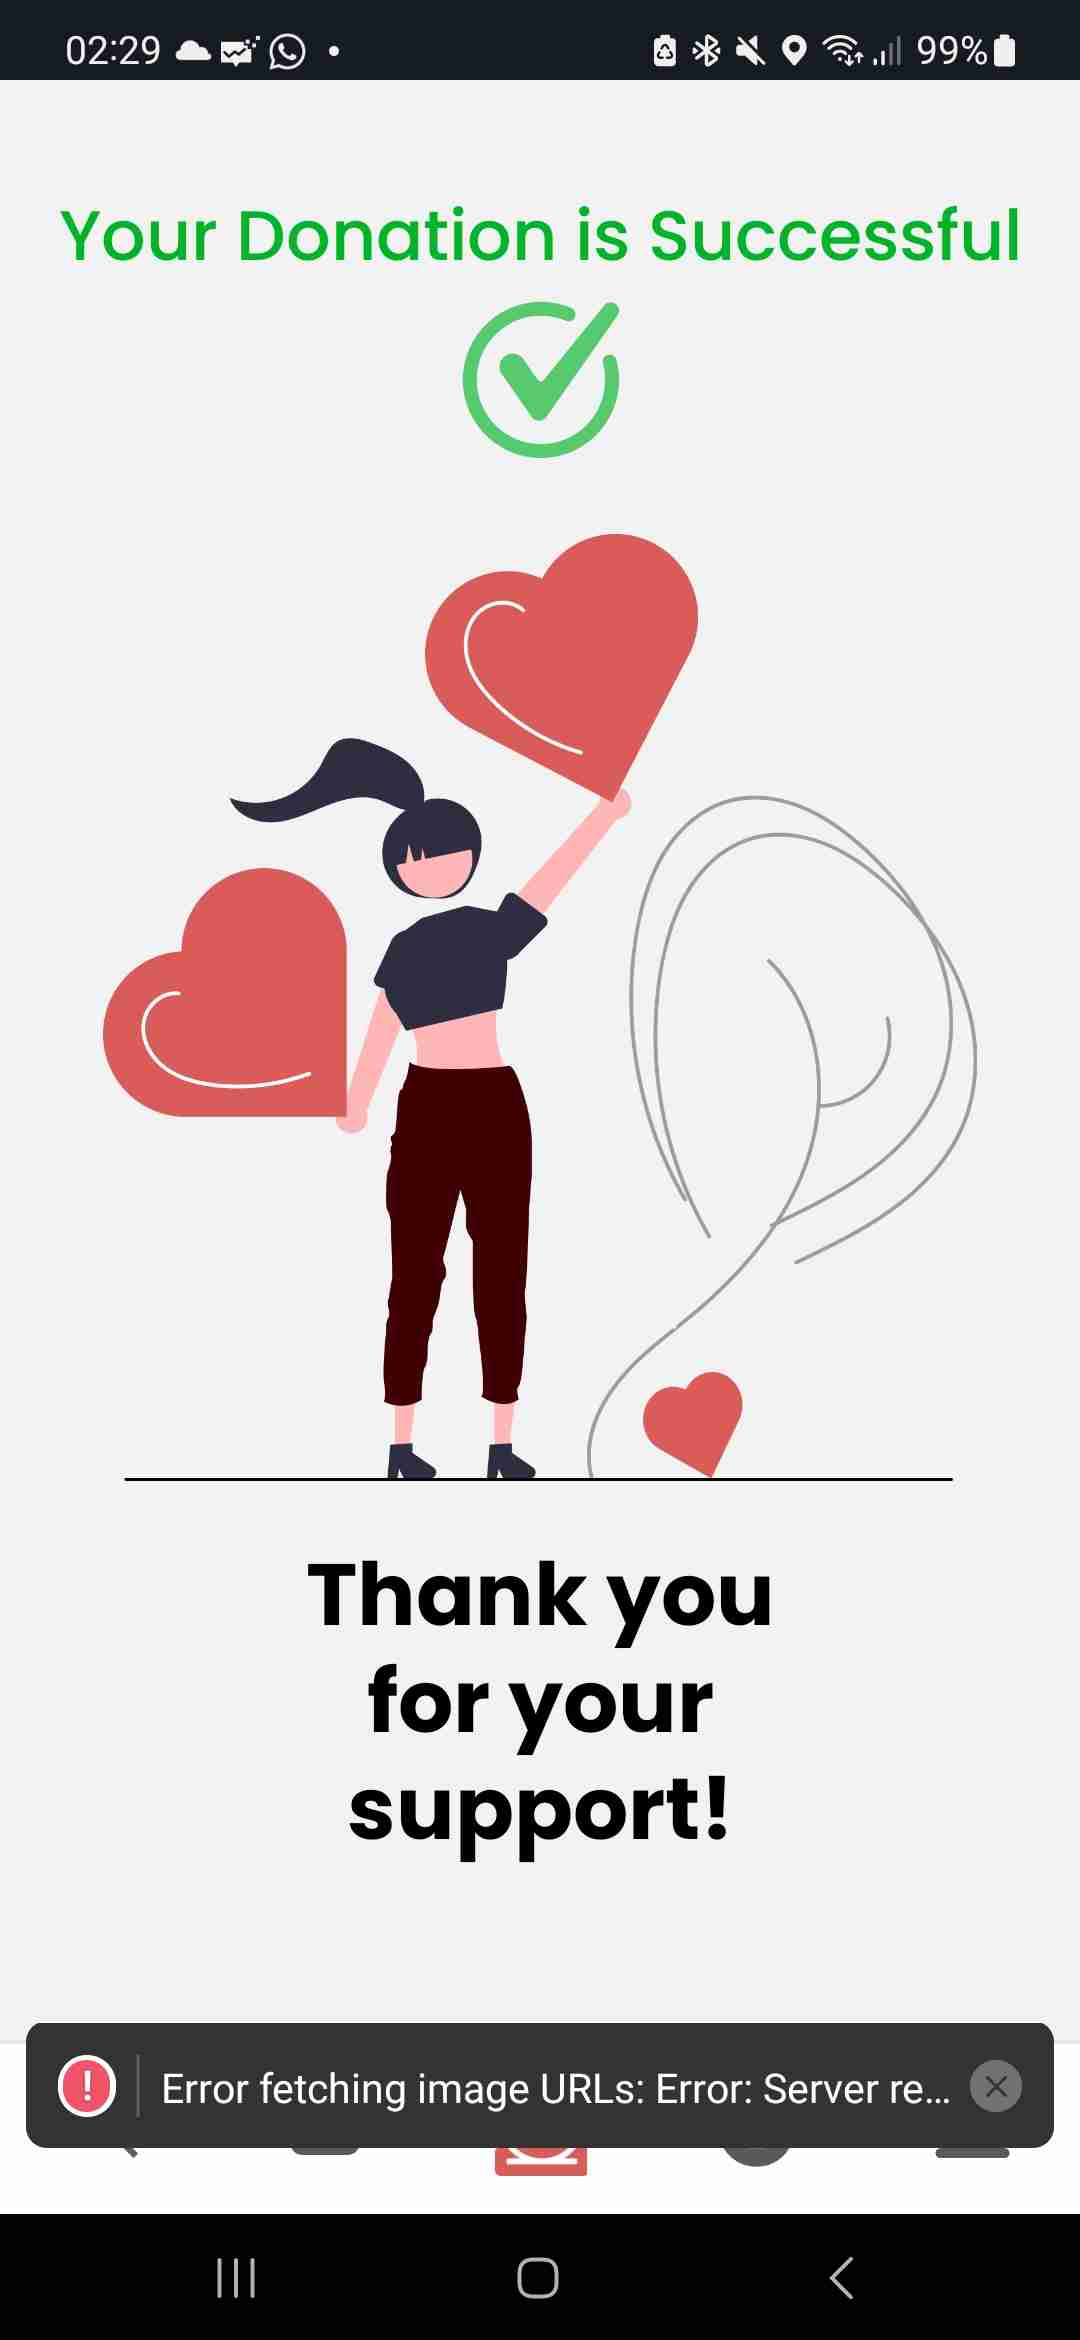 02:29
99%
Your Donation is Successful
Thank you
for your
support!
! Error fetching image URLs: Error: Server re...